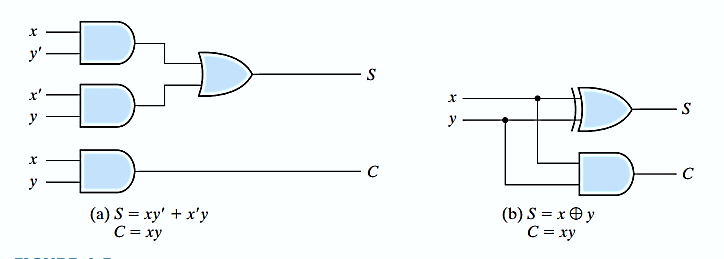 x
y'
x'
y
S
x
y
C
(a) S = xy' + x'y
C = xy
x
y
S
C
(b) S = x ⊕ y
C = xy